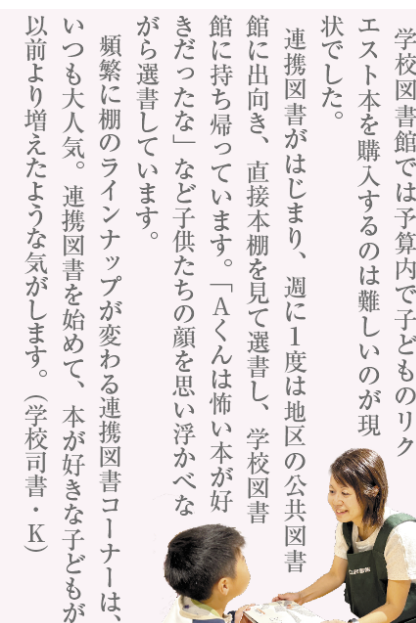 学校図書館では予算内で子どものリク
エスト本を購入するのは難しいのが現
状でした。
連携図書がはじまり、週に1度は地区の公共図書
館に出向き、直接本棚を見て選書し、学校図書
館に持ち帰っています。「Aくんは怖い本が好
きだったな」など子供たちの顔を思い浮かべな
がら選書しています。
頻繁に棚のラインナップが変わる連携図書コーナーは、
いつも大人気。連携図書を始めて、本が好きな子どもが
以前より増えたような気がします。（学校司書・K）